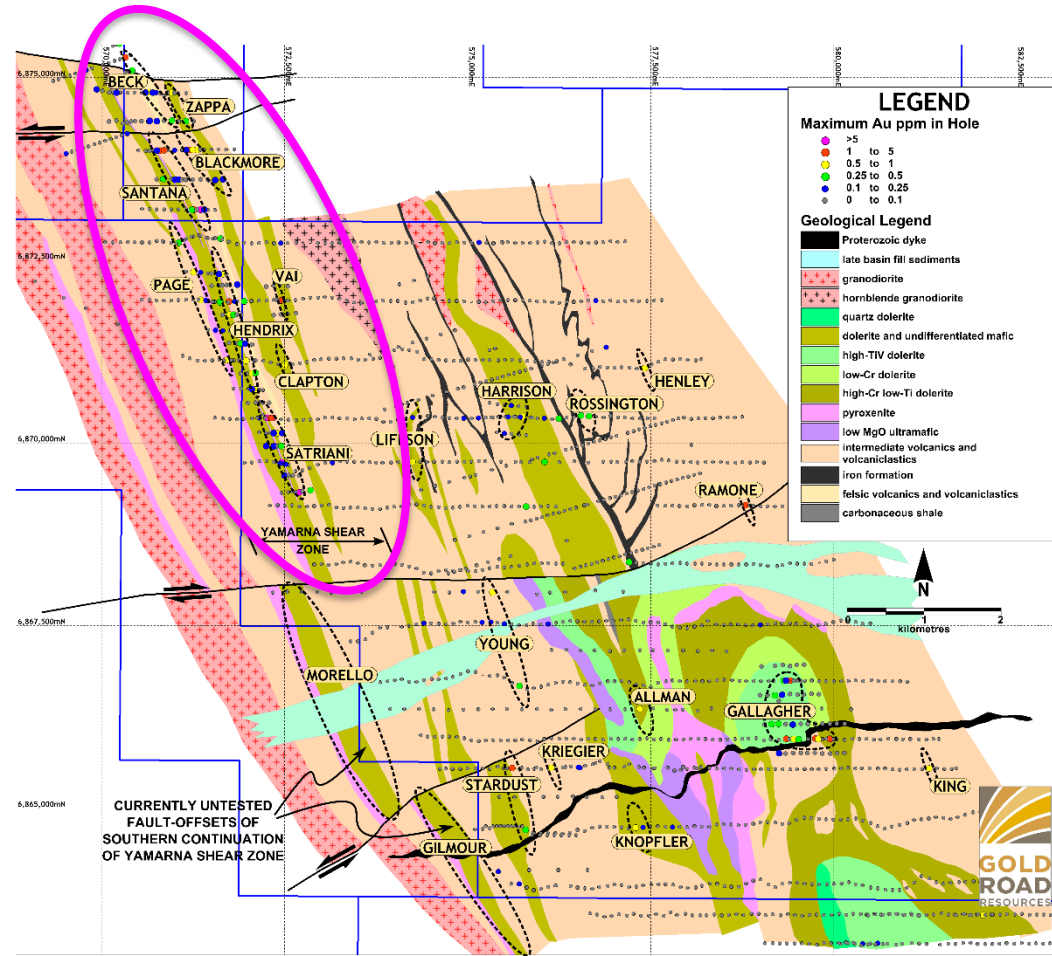 570,000mE
572,500mE
575,000mE
577,500mE
580,000mE
582,500mE
6,875,000mN
BECK
ZAPPA
BLACKMORE
SANTANA
6,872,500mN
PAGE
VAI
HENDRIX
CLAPTON
HARRISON
HENLEY
ROSSINGTON
6,870,000mN
LIFESON
SATRIANI
RAMONE
YAMARNA SHEAR
ZONE
6,867,500mN
YOUNG
MORELLO
ALLMAN
GALLAGHER
KRIEGIER
STARDUST
KING
6,865,000mN
CURRENTLY UNTESTED
FAULT-OFFSETS OF
SOUTHERN CONTINUATION
OF YAMARNA SHEAR ZONE
GILMOUR
KNOPFLER
LEGEND
Maximum Au ppm in Hole
>5
1 to 5
0.5 to 1
0.25 to 0.5
0.1 to 0.25
0 to 0.1
Geological Legend
Proterozoic dyke
late basin fill sediments
granodiorite
hornblende granodiorite
quartz dolerite
dolerite and undifferentiated mafic
high-TiV dolerite
low-Cr dolerite
high-Cr low-Ti dolerite
pyroxenite
low MgO ultramafic
intermediate volcanics and
volcaniclastics
iron formation
felsic volcanics and volcaniclastics
carbonaceous shale
N
0 1 2
kilometres
GOLD
ROAD
RESOURCES